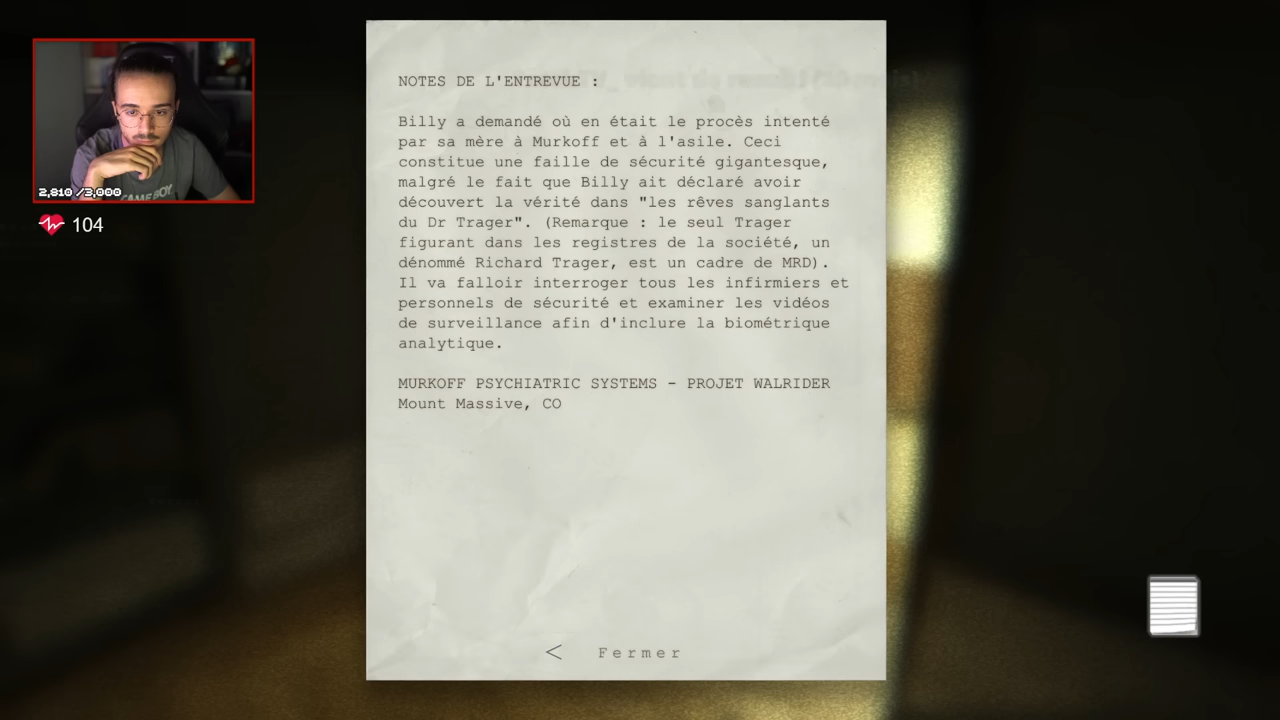 NOTES DE L'ENTREVUE :
Billy a demandé où en était le procès intenté
par sa mère à Murkoff et à l'asile. Ceci
constitue une faille de sécurité gigantesque,
malgré le fait que Billy ait déclaré avoir
découvert la vérité dans "les rêves sanglants
du Dr Trager". (Remarque : le seul Trager
figurant dans les registres de la société, un
dénommé Richard Trager, est un cadre de MRD).
Il va falloir interroger tous les infirmiers et
personnels de sécurité et examiner les vidéos
de surveillance afin d'inclure la biométrique
analytique.
MURKOFF PSYCHIATRIC SYSTEMS - PROJET WALRIDER
Mount Massive, CO
< Fermer
GAMEBOY
2,810 /3,000
104